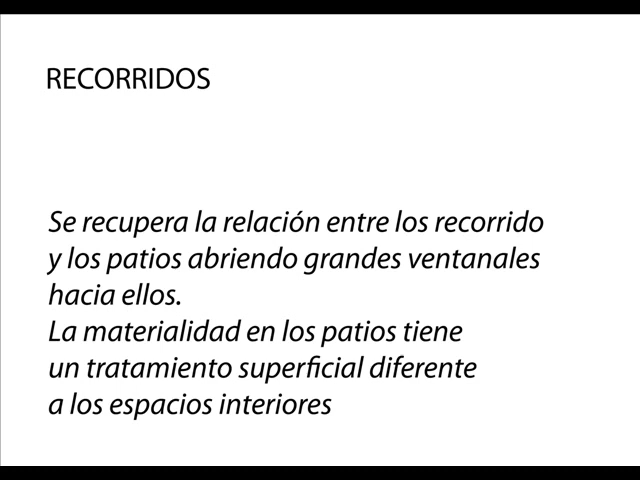 RECORRIDOS
Se recupera la relación entre los recorrido
y los patios abriendo grandes ventanales
hacia ellos.
La materialidad en los patios tiene
un tratamiento superficial diferente
a los espacios interiores